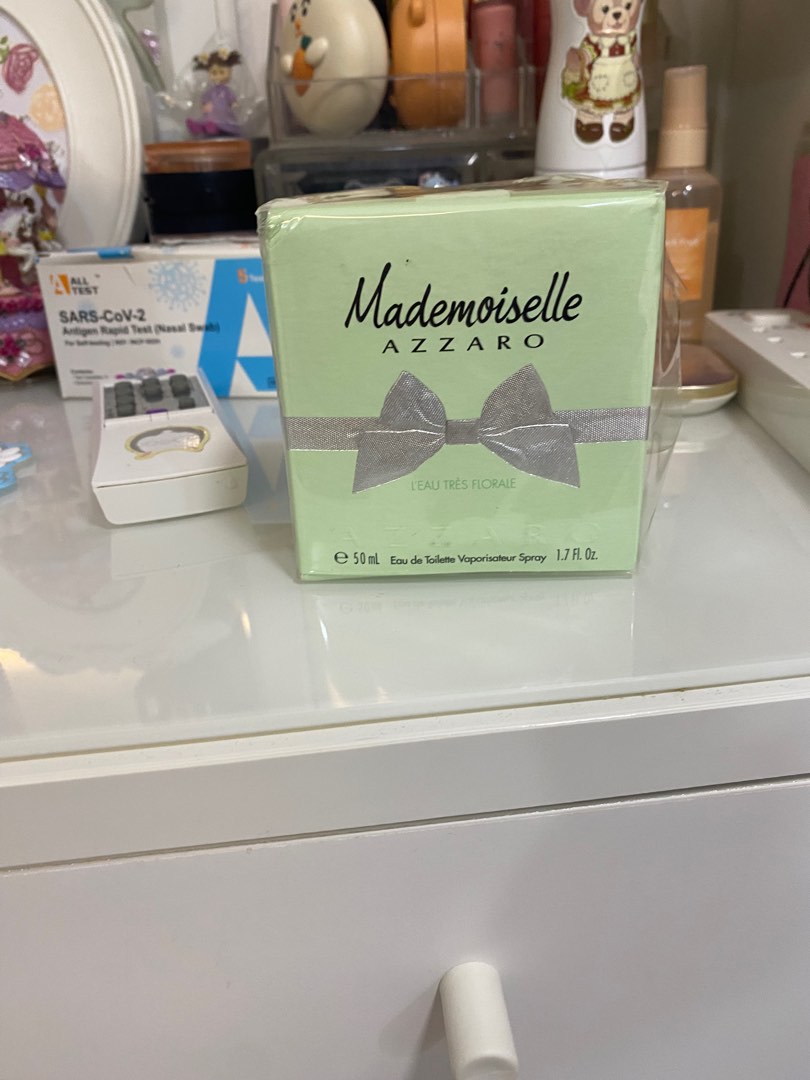 ALL
TEST
SARS-CoV-2
Antigen Rapid Test (Nasal Swab)
Mademoiselle
AZZARO
L'EAU TRÈS FLORALE
AZZARO
e 50 mL Eau de Toilette Vaporisateur Spray 1.7 Fl. Oz.